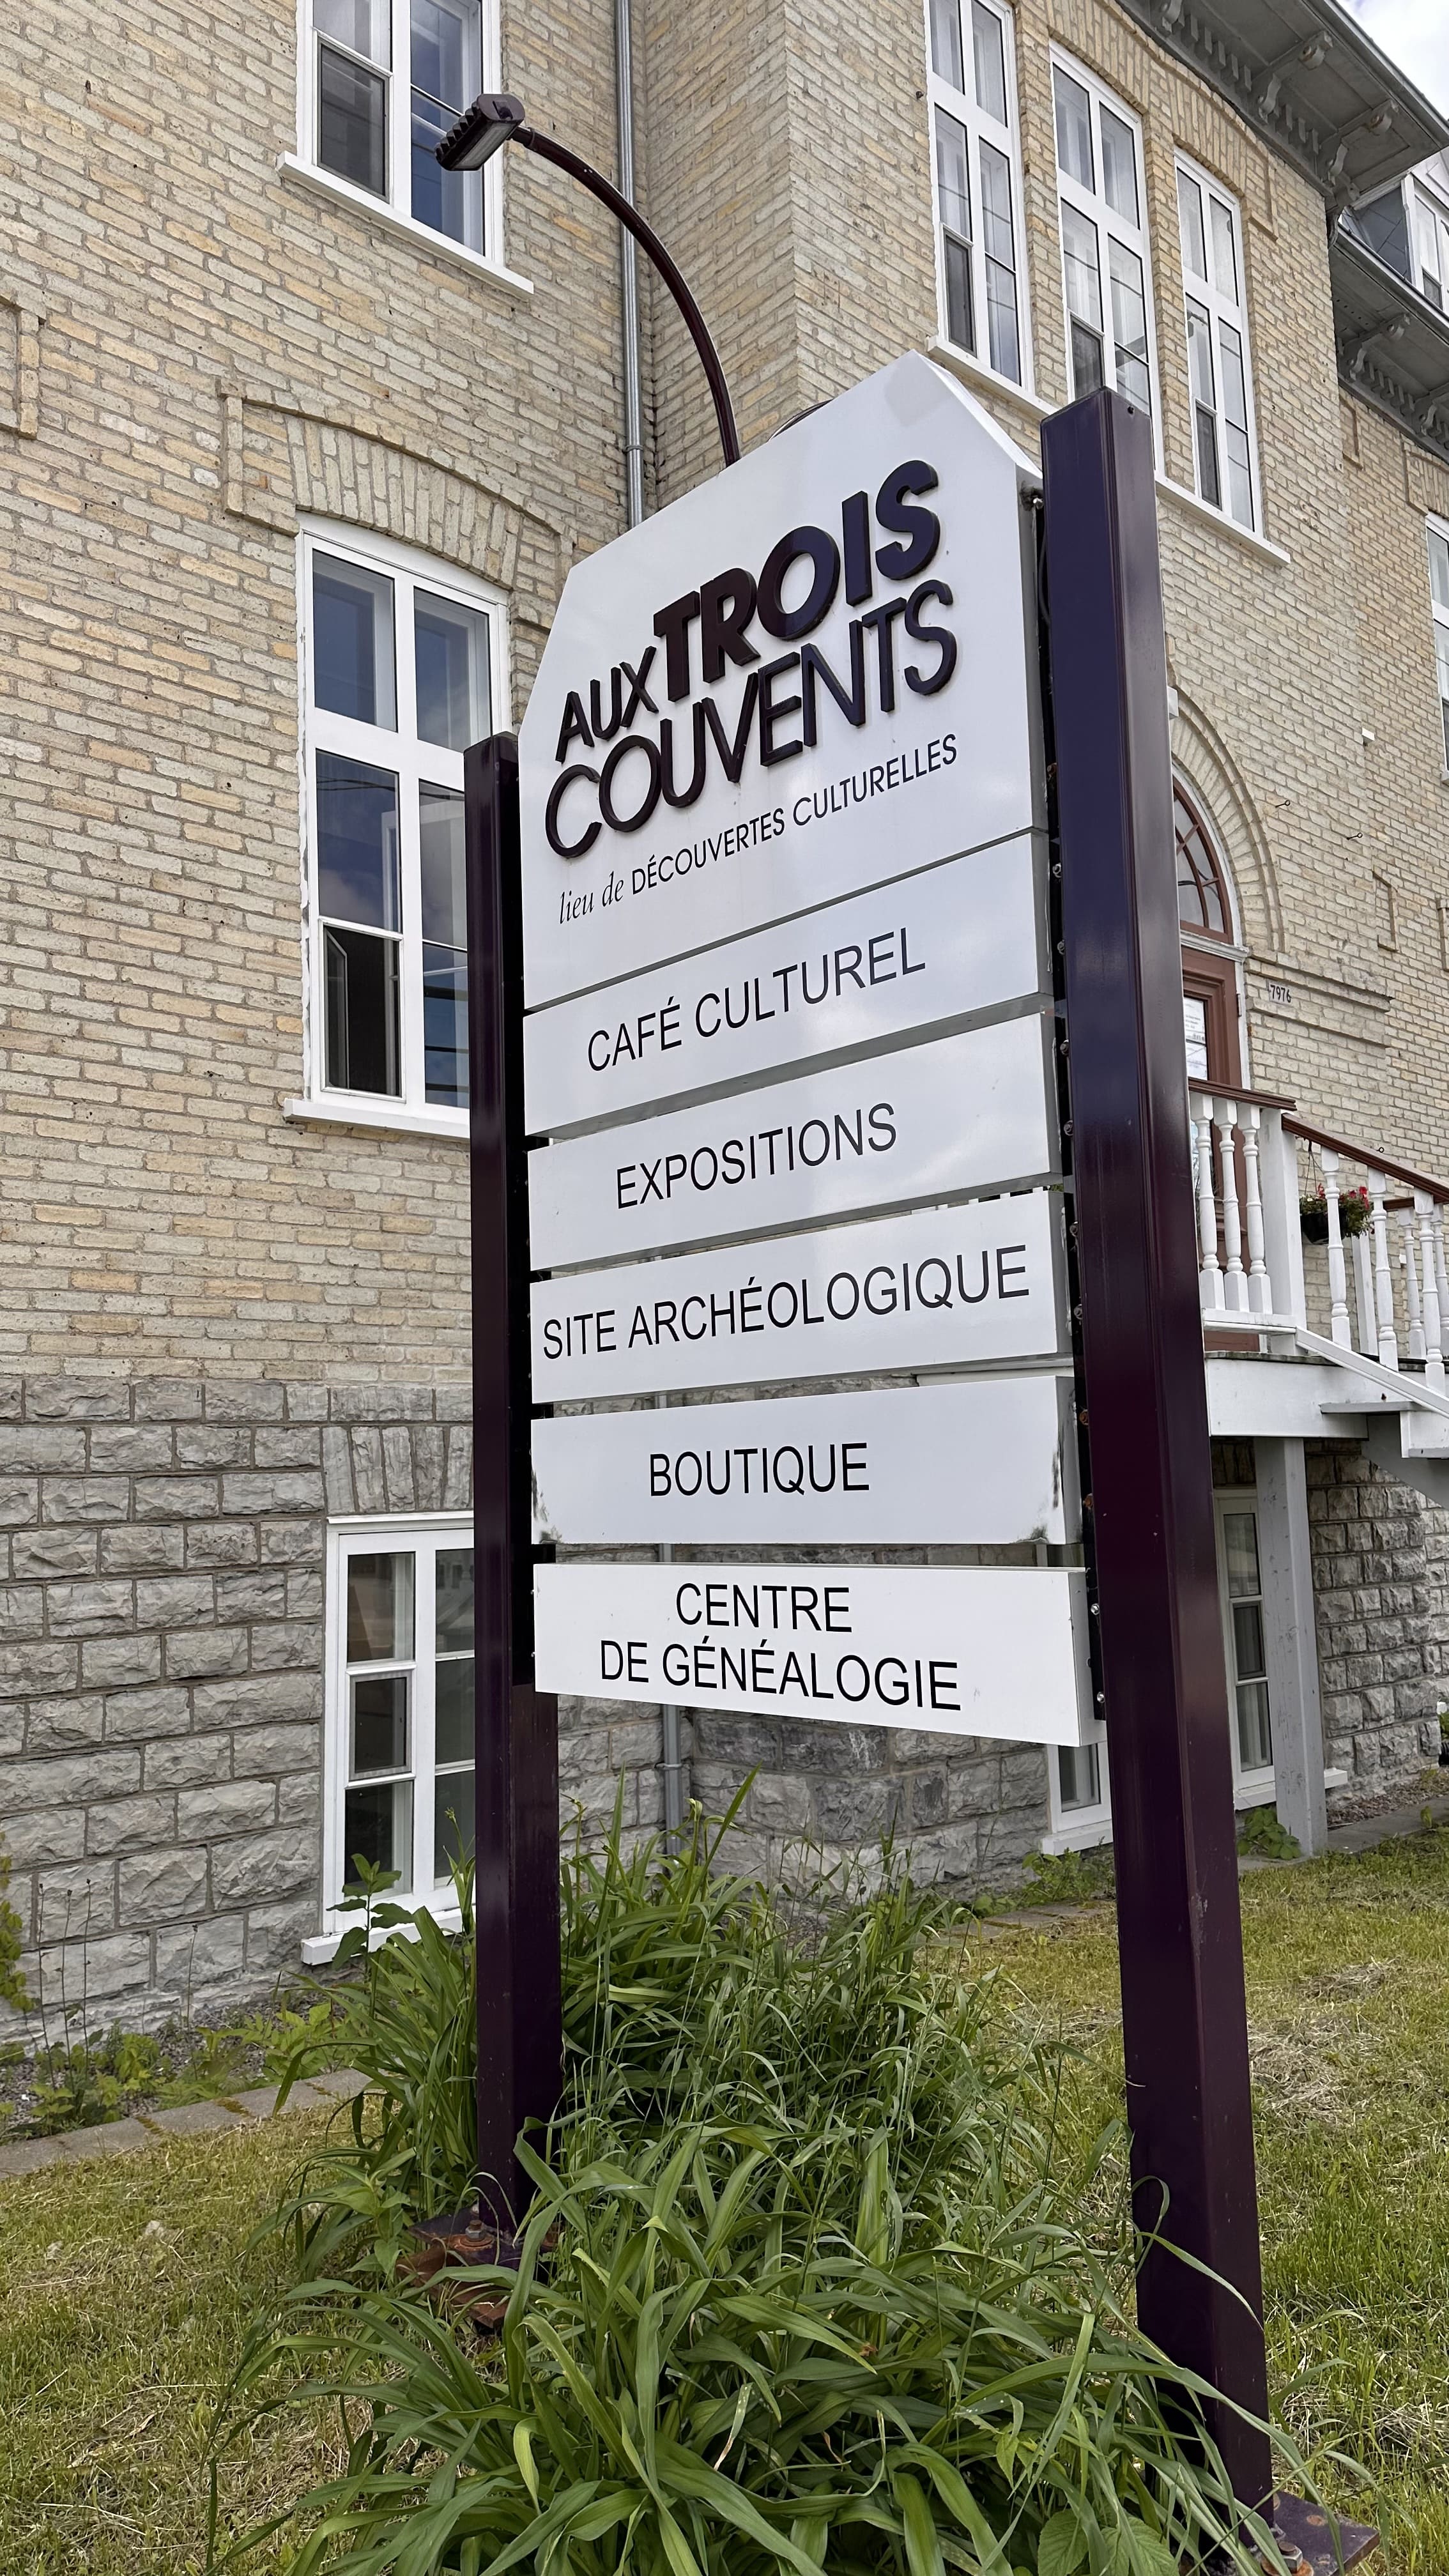 AUX TROIS
COUVENTS
lieu de DÉCOUVERTES CULTURELLES
CAFÉ CULTUREL
EXPOSITIONS
SITE ARCHÉOLOGIQUE
BOUTIQUE
CENTRE
DE GÉNÉALOGIE
7976